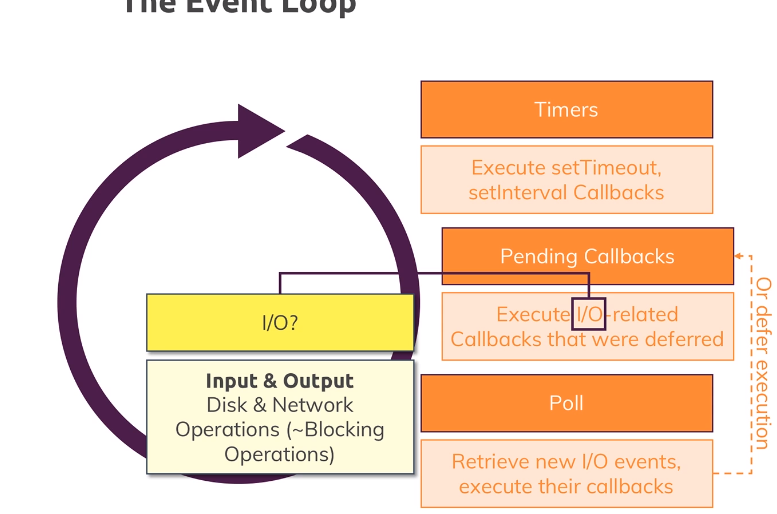 The Event Loop
Timers
Execute setTimeout,
setInterval Callbacks
Pending Callbacks
Execute I/O-related
Callbacks that were deferred
I/O?
Input & Output
Disk & Network
Operations (~Blocking
Operations)
Poll
Retrieve new I/O events,
execute their callbacks
Or defer execution